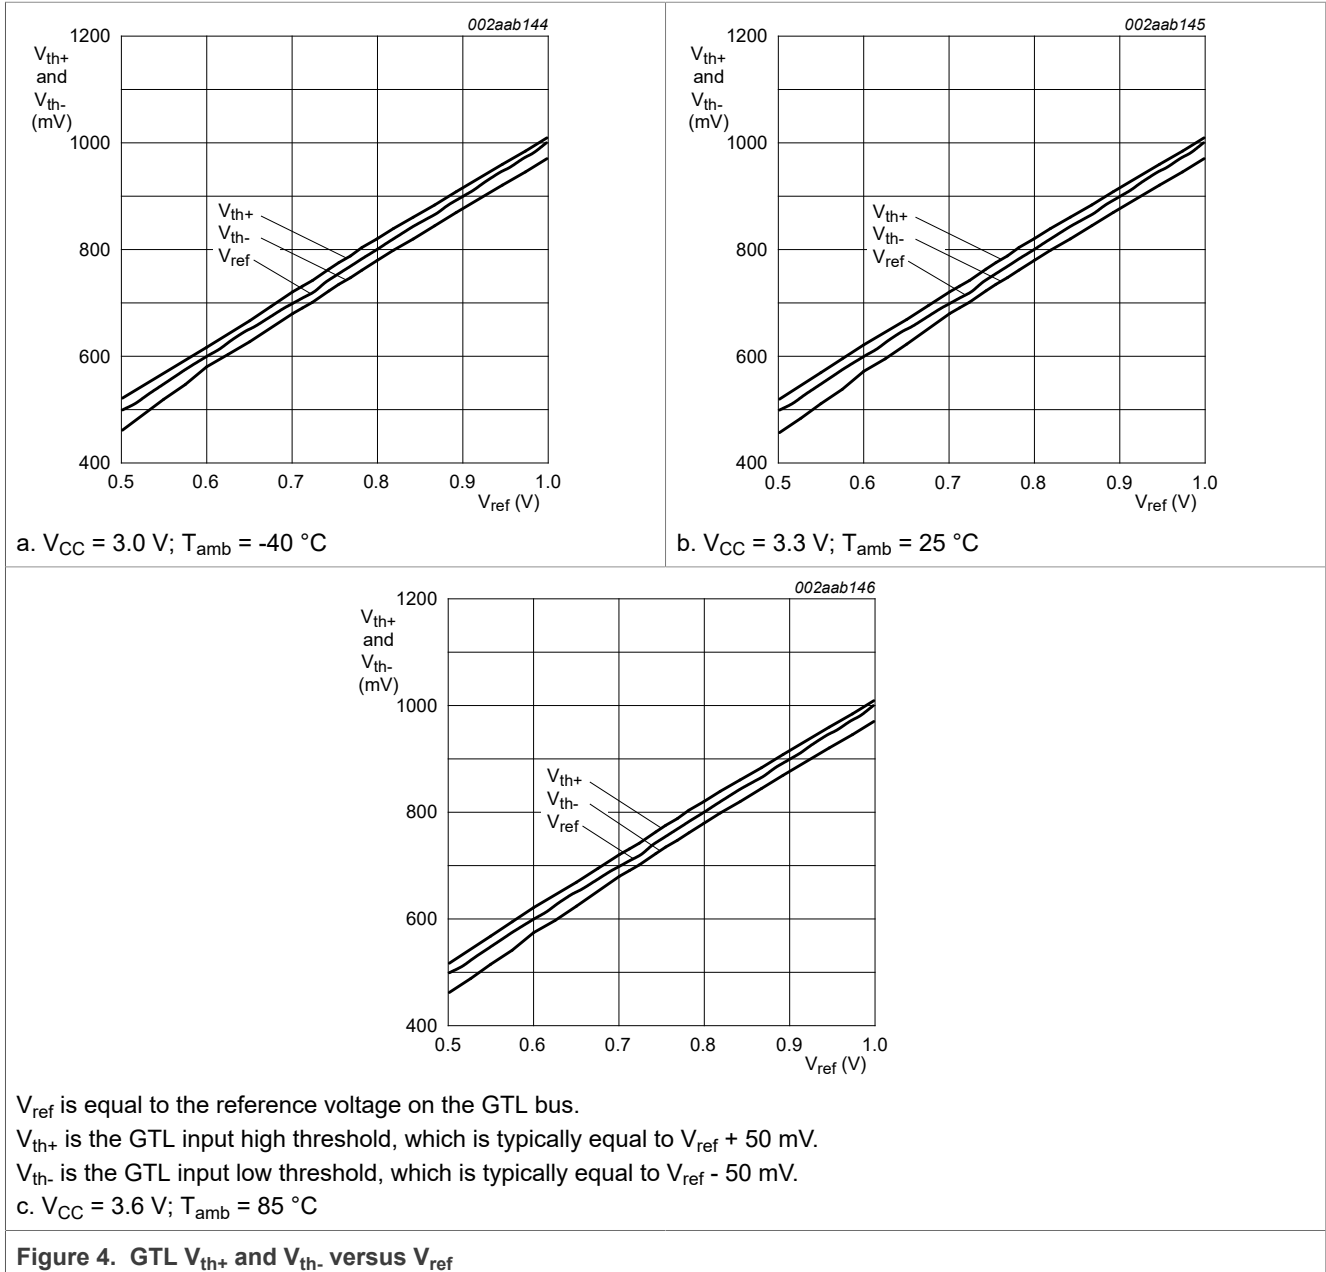 002aab144
1200
Vth+
and
Vth-
(mV)
1000
Vth+
Vth-
800
Vref
600
400
0.5 0.6 0.7 0.8 0.9 1.0
Vref (V)
a. VCC = 3.0 V; Tamb = -40 °C
002aab145
1200
Vth+
and
Vth-
(mV)
1000
Vth+
Vth-
800
Vref
600
400
0.5 0.6 0.7 0.8 0.9 1.0
Vref (V)
b. VCC = 3.3 V; Tamb = 25 °C
002aab146
1200
Vth+
and
Vth-
(mV)
1000
Vth+
Vth-
800
Vref
600
400
0.5 0.6 0.7 0.8 0.9 1.0
Vref (V)
Vref is equal to the reference voltage on the GTL bus.
Vth+ is the GTL input high threshold, which is typically equal to Vref + 50 mV.
Vth- is the GTL input low threshold, which is typically equal to Vref - 50 mV.
c. VCC = 3.6 V; Tamb = 85 °C
Figure 4. GTL Vth+ and Vth- versus Vref